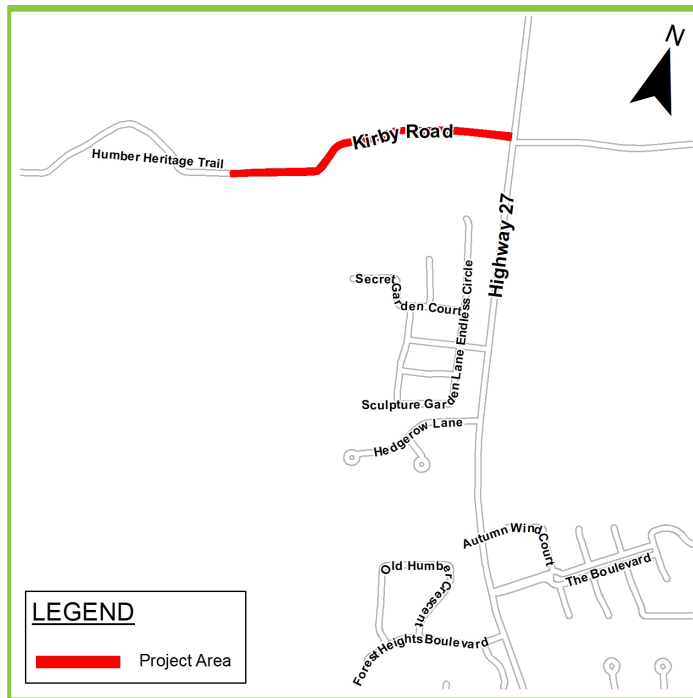 N
Kirby Road
Humber Heritage Trail
Highway 27
Secret Garden Court
Endless Circle
Sculpture Garden Lane
Hedgerow Lane
Autumn Wind Court
Old Humber Crescent
The Boulevard
Forest Heights Boulevard
LEGEND
Project Area